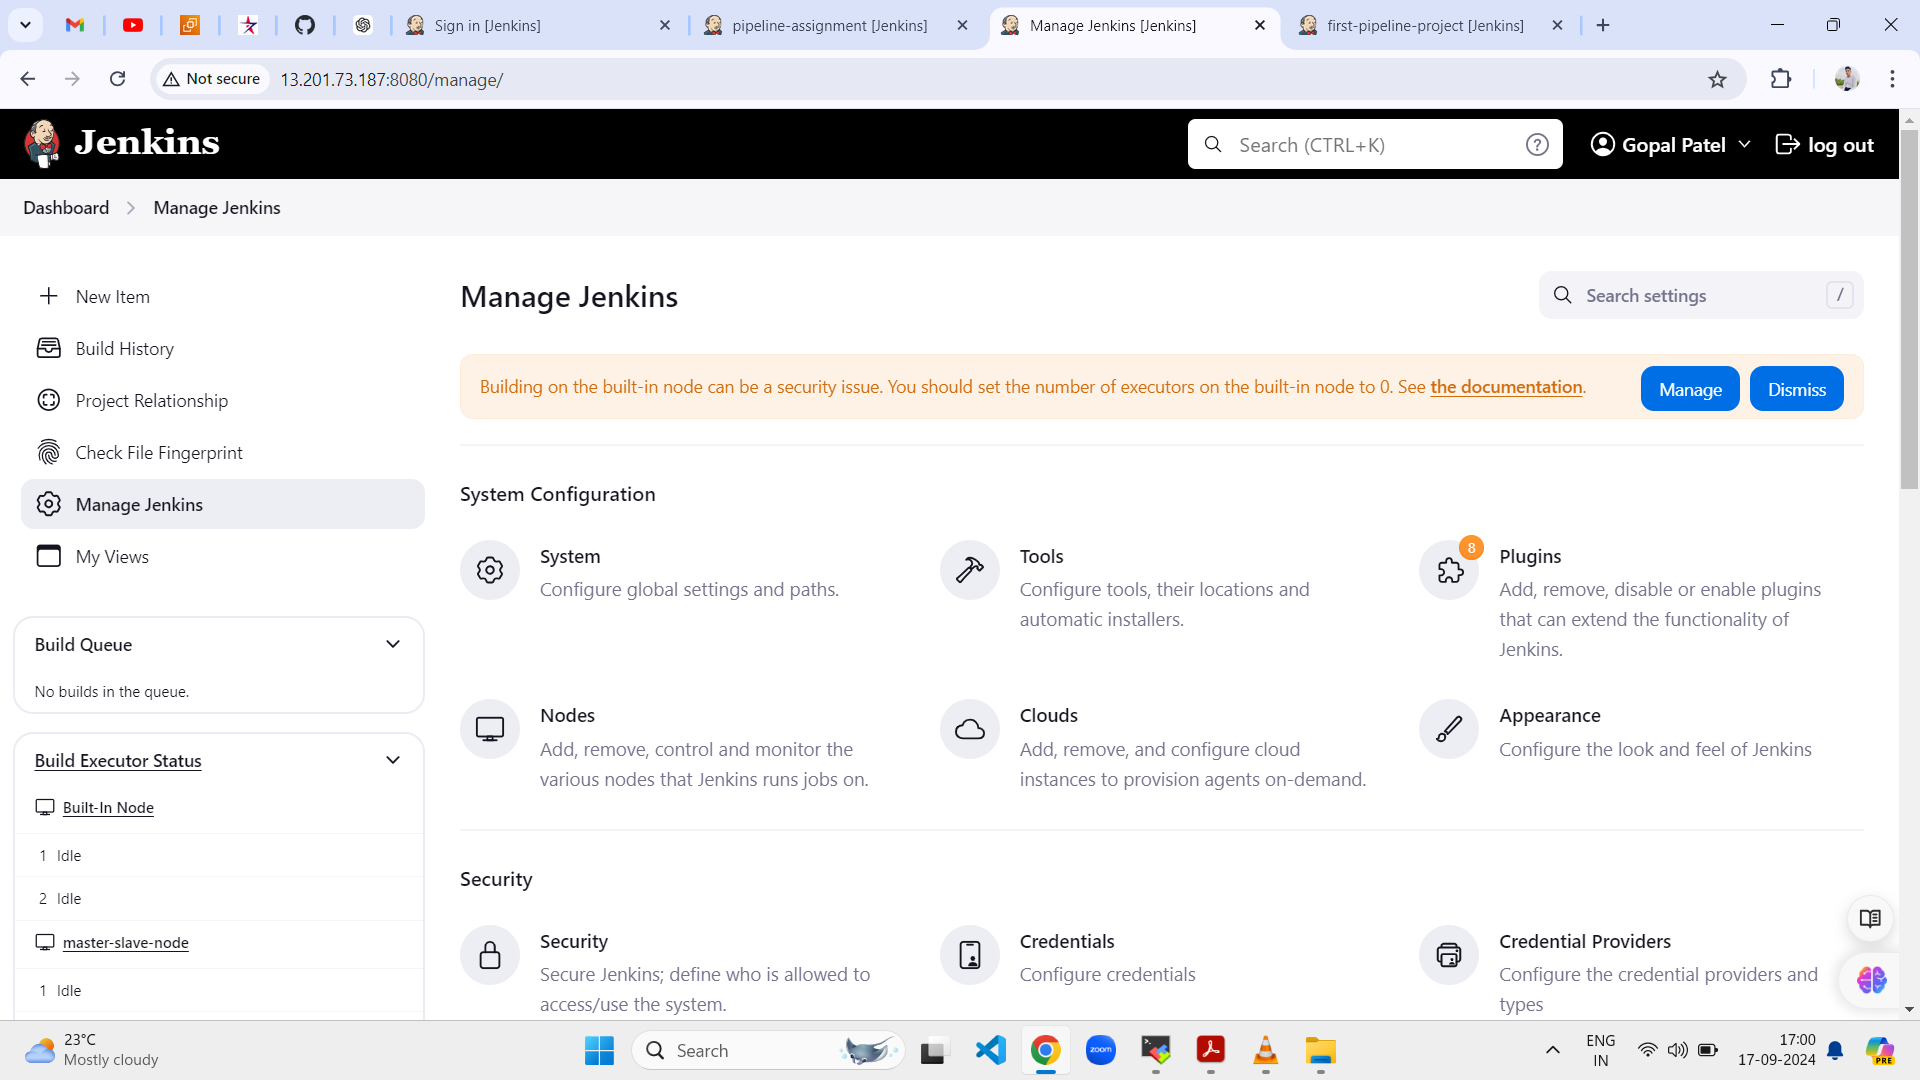 Sign in [Jenkins]
pipeline-assignment [Jenkins]
Manage Jenkins [Jenkins]
first-pipeline-project [Jenkins]
Not secure
13.201.73.187:8080/manage/
Jenkins
Search (CTRL+K)
?
Gopal Patel
log out
Dashboard
Manage Jenkins
New Item
Build History
Project Relationship
Check File Fingerprint
Manage Jenkins
My Views
Build Queue
No builds in the queue.
Build Executor Status
Built-In Node
1 Idle
2 Idle
master-slave-node
1 Idle
Manage Jenkins
Search settings
/
Building on the built-in node can be a security issue. You should set the number of executors on the built-in node to 0. See the documentation.
Manage
Dismiss
System Configuration
System
Configure global settings and paths.
Tools
Configure tools, their locations and
automatic installers.
8
Plugins
Add, remove, disable or enable plugins
that can extend the functionality of
Jenkins.
Nodes
Add, remove, control and monitor the
various nodes that Jenkins runs jobs on.
Clouds
Add, remove, and configure cloud
instances to provision agents on-demand.
Appearance
Configure the look and feel of Jenkins
Security
Security
Secure Jenkins; define who is allowed to
access/use the system.
Credentials
Configure credentials
Credential Providers
Configure the credential providers and
types
23°C
Mostly cloudy
Search
zoom
ENG
IN
17:00
17-09-2024
PRE